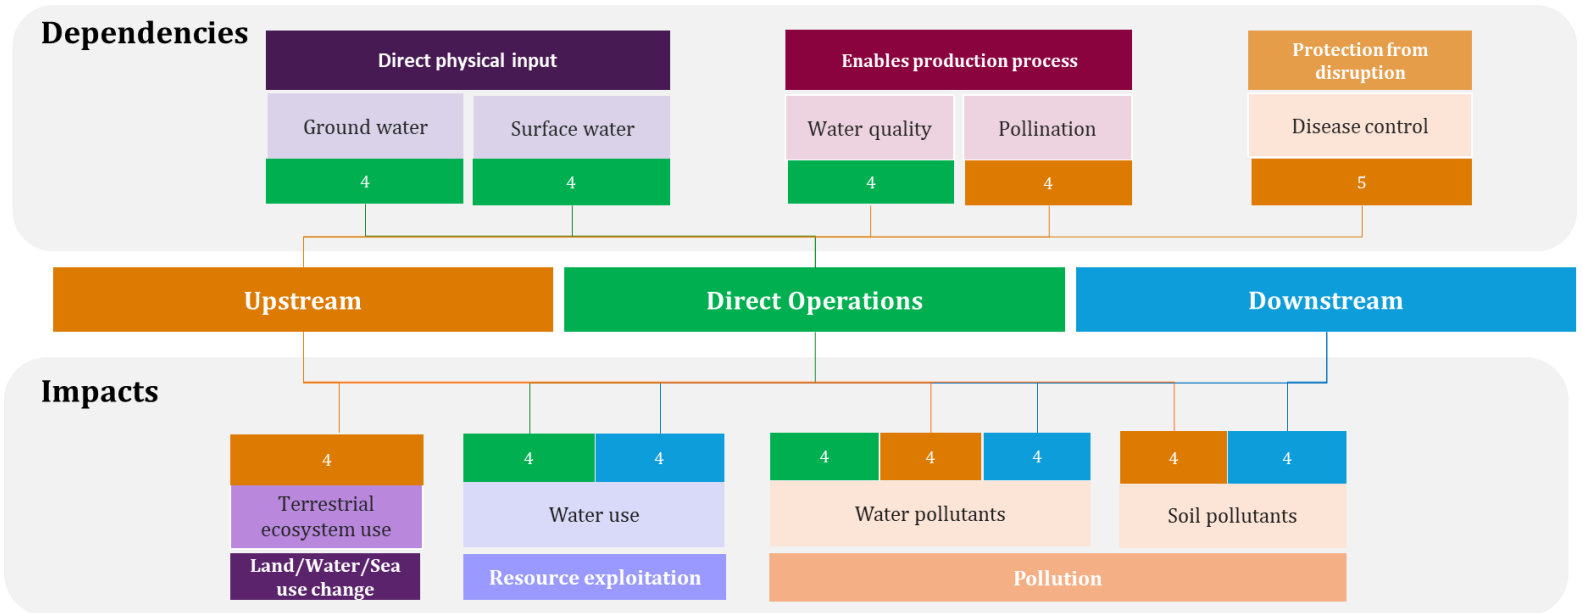 Dependencies
Direct physical input
Enables production process
Protection from
disruption
Ground water
Surface water
Water quality
Pollination
Disease control
4
4
4
4
5
Upstream
Direct Operations
Downstream
Impacts
4
4
4
4
4
4
4
4
Terrestrial
ecosystem use
Water use
Water pollutants
Soil pollutants
Land/Water/Sea
use change
Resource exploitation
Pollution